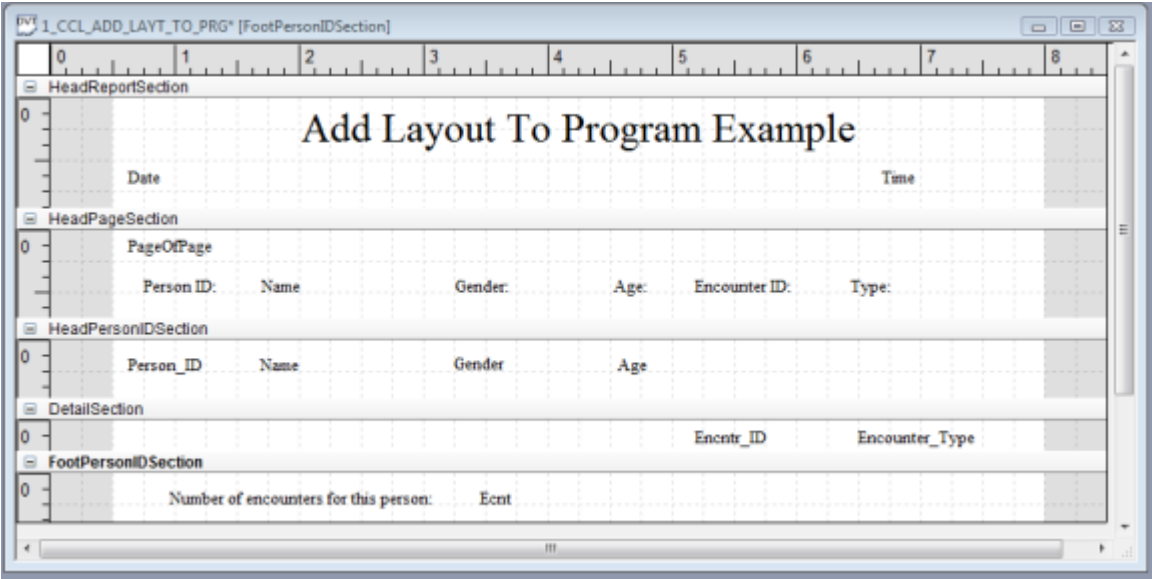 1_CCL_ADD_LAYT_TO_PRG* [FootPersonIDSection]
0 1 2 3 4 5 6 7 8
HeadReportSection
0
Add Layout To Program Example
Date Time
HeadPageSection
0 PageOfPage
Person ID: Name Gender: Age: Encounter ID: Type:
HeadPersonIDSection
0 Person_ID Name Gender Age
DetailSection
0 Encntr_ID Encounter_Type
FootPersonIDSection
0 Number of encounters for this person: Ecnt